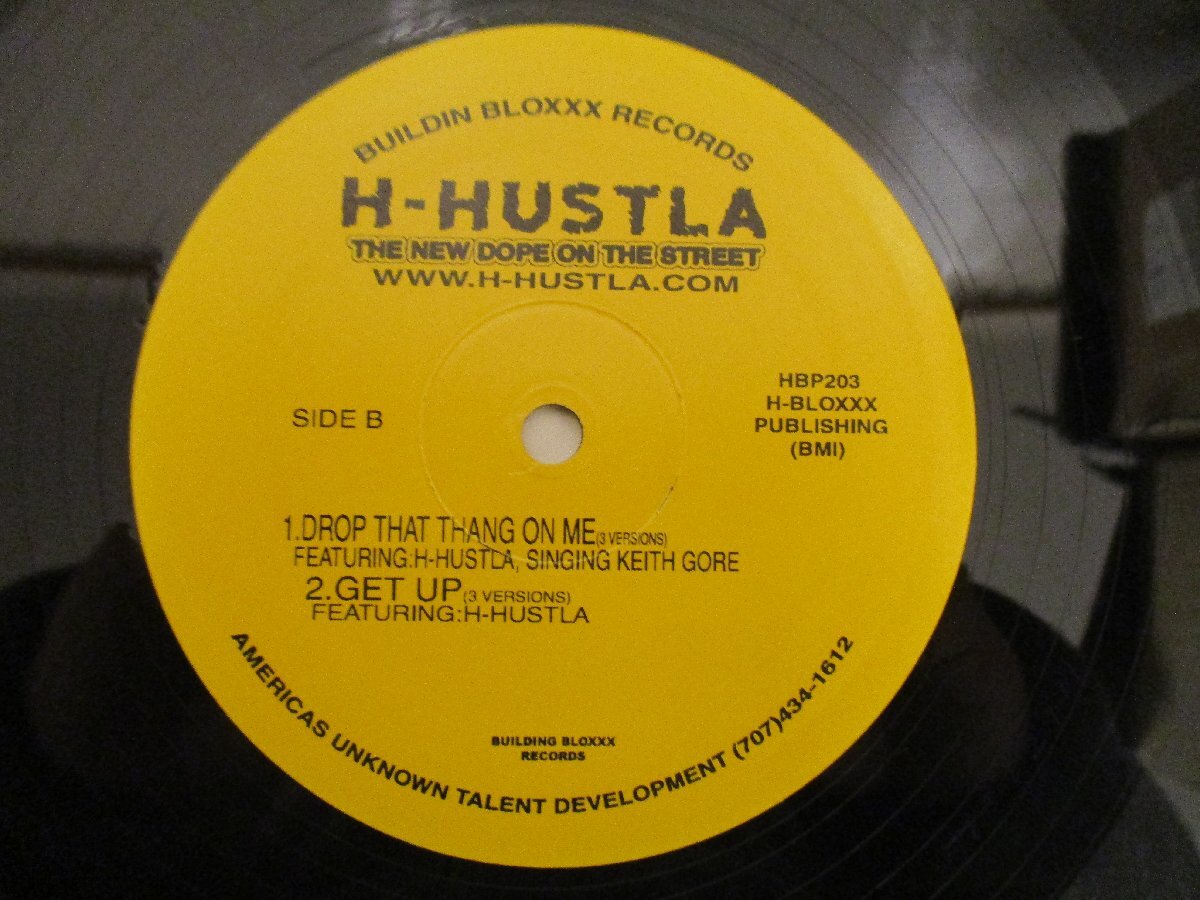 BUILDIN BLOXXX RECORDS
H-HUSTLA
THE NEW DOPE ON THE STREET
WWW.H-HUSTLA.COM
SIDE B
HBP203
H-BLOXXX
PUBLISHING
(BMI)
1.DROP THAT THANG ON ME(3 VERSIONS)
FEATURING:H-HUSTLA, SINGING KEITH GORE
2.GET UP(3 VERSIONS)
FEATURING:H-HUSTLA
BUILDING BLOXXX
RECORDS
AMERICAS UNKNOWN TALENT DEVELOPMENT (707)434-1612